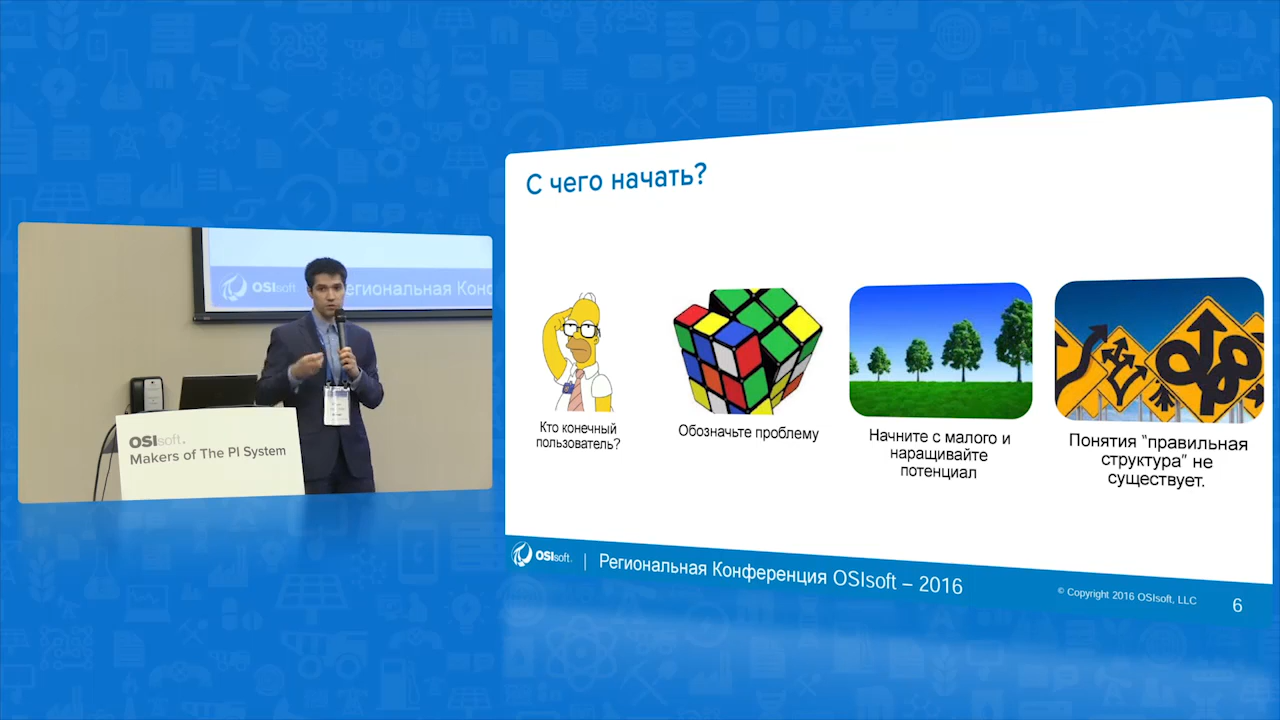 С чего начать?
OSIsoft.
егиональная Кон
OSIsoft.
Makers of The PI System
Кто конечный
пользователь?
Обозначьте проблему
Начните с малого и
наращивайте
потенциал
Понятия "правильная
структура" не
существует.
OSIsoft. | Региональная Конференция OSIsoft – 2016
© Copyright 2016 OSIsoft, LLC
6